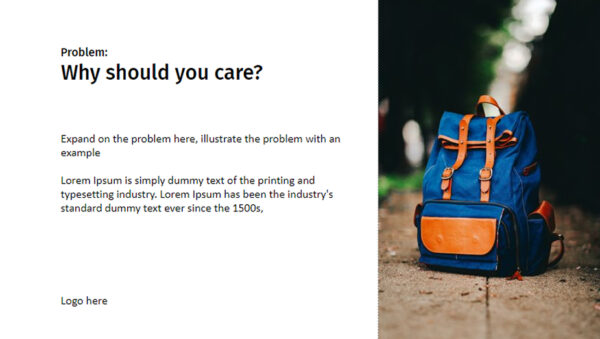 Problem:
Why should you care?
Expand on the problem here, illustrate the problem with an
example
Lorem Ipsum is simply dummy text of the printing and
typesetting industry. Lorem Ipsum has been the industry's
standard dummy text ever since the 1500s,
Logo here